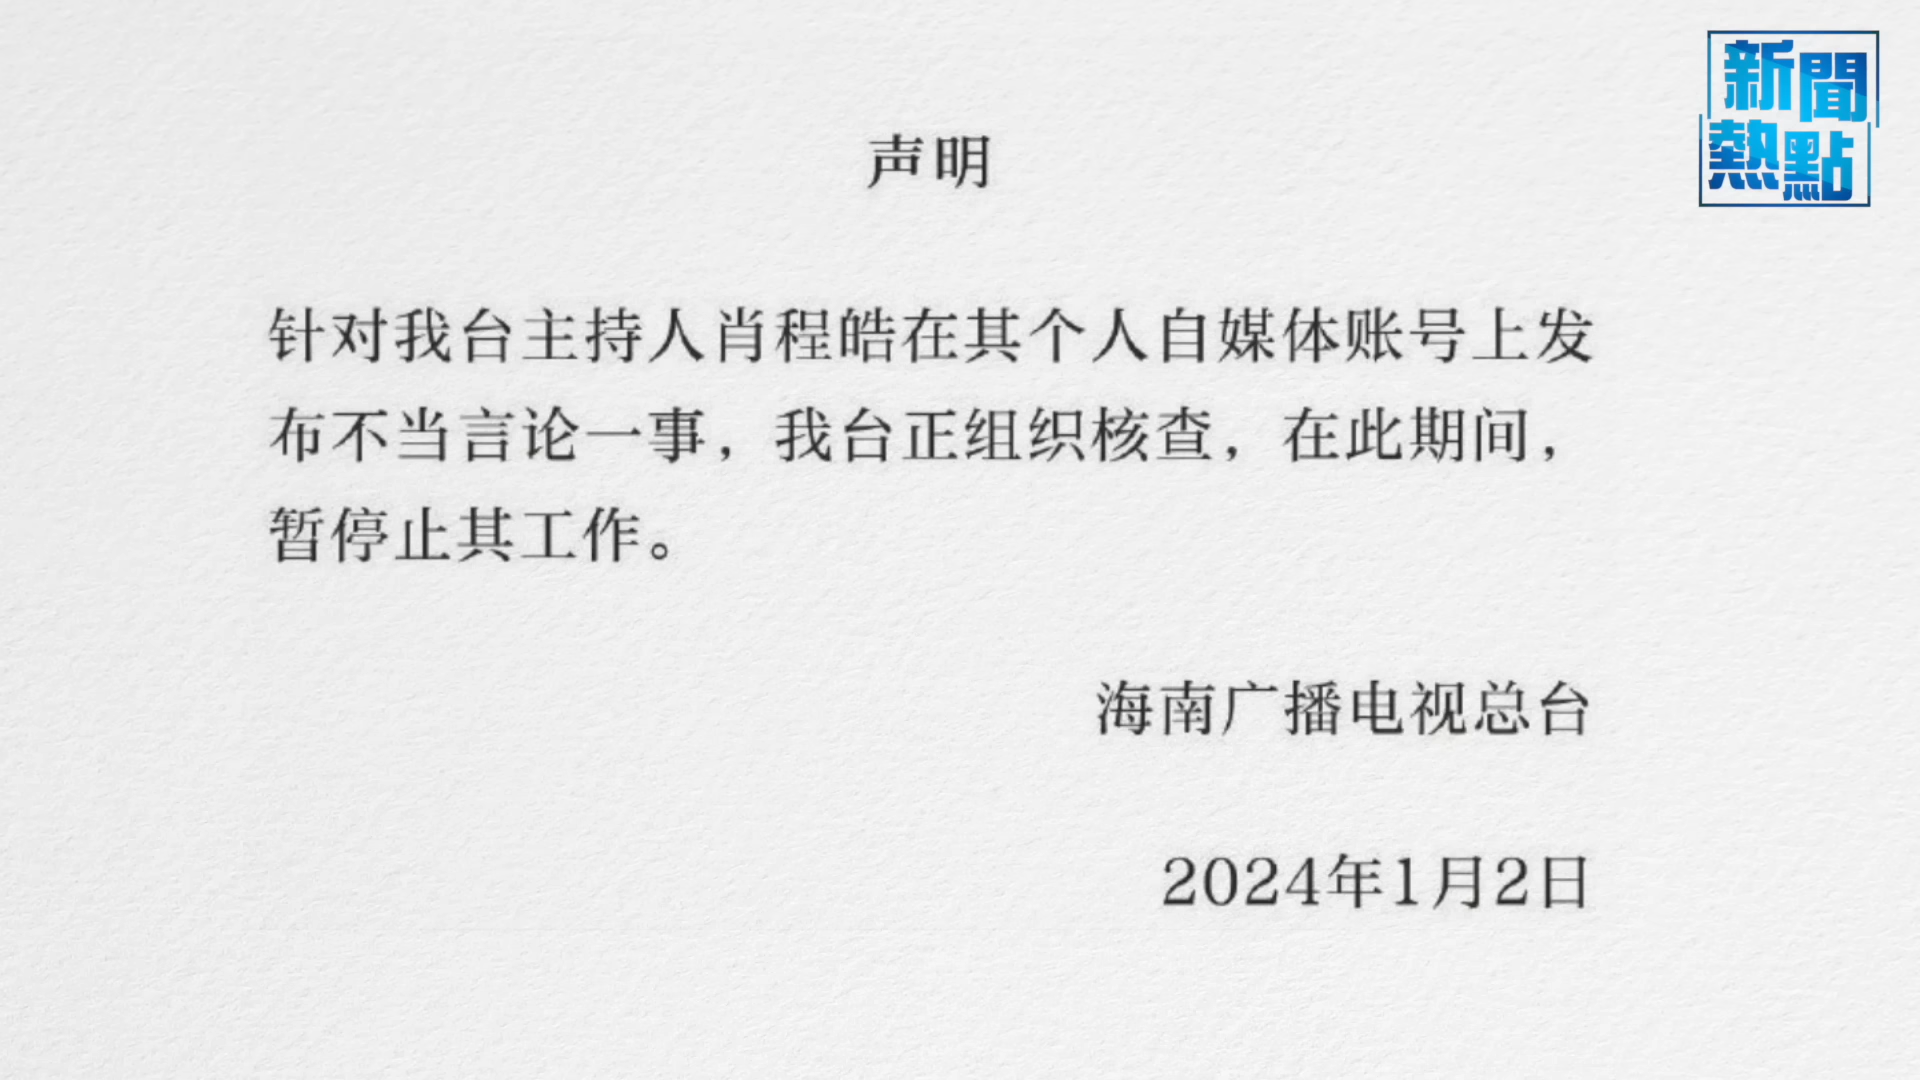 新聞
熱點
声明
针对我台主持人肖程皓在其个人自媒体账号上发
布不当言论一事，我台正组织核查，在此期间，
暂停止其工作。
海南广播电视总台
2024年1月2日